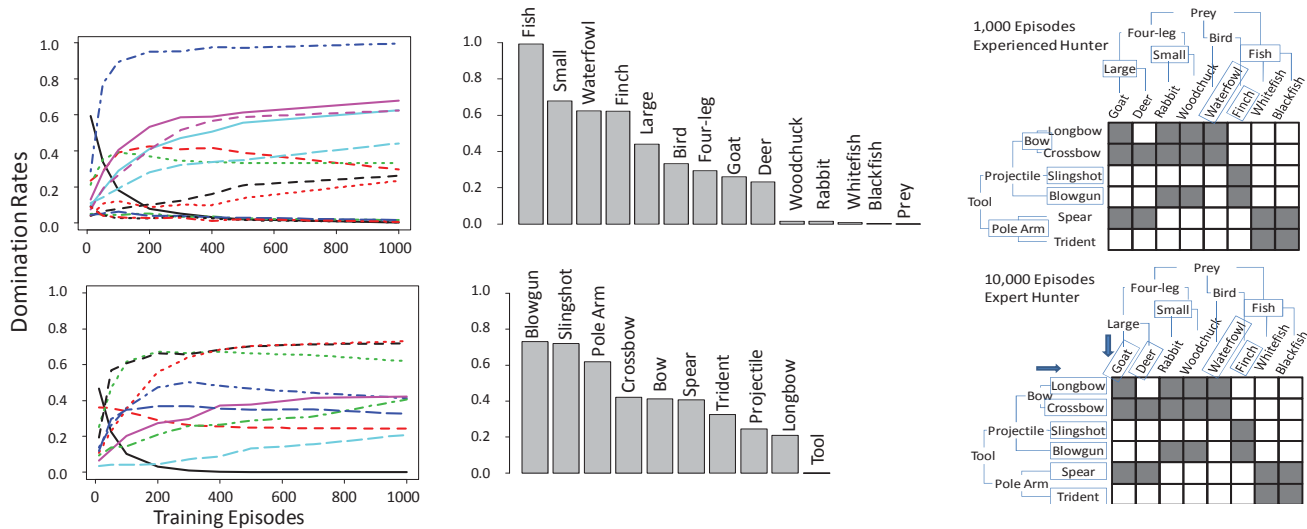 Domination Rates
1.0
0.8
0.6
0.4
0.2
0.0
0 200 400 600 800 1000
1.0
0.8
0.6
0.4
0.2
0.0
0 200 400 600 800 1000
Training Episodes
1.0
0.8
0.6
0.4
0.2
0.0
Fish
Small
Waterfowl
Finch
Large
Bird
Four-leg
Goat
Deer
Woodchuck
Rabbit
Whitefish
Blackfish
Prey
1.0
0.8
0.6
0.4
0.2
0.0
Blowgun
Slingshot
Pole Arm
Crossbow
Bow
Spear
Trident
Projectile
Longbow
Tool
1,000 Episodes
Experienced Hunter
Prey
Four-leg
Bird
Small
Fish
Large
Goat
Deer
Rabbit
Woodchuck
Waterfowl
Finch
Whitefish
Blackfish
Longbow
Bow
Crossbow
Projectile
Slingshot
Blowgun
Tool
Spear
Pole Arm
Trident
10,000 Episodes
Expert Hunter
Prey
Four-leg
Bird
Small
Fish
Large
Goat
Deer
Rabbit
Woodchuck
Waterfowl
Finch
Whitefish
Blackfish
Longbow
Bow
Crossbow
Projectile
Slingshot
Blowgun
Tool
Spear
Pole Arm
Trident